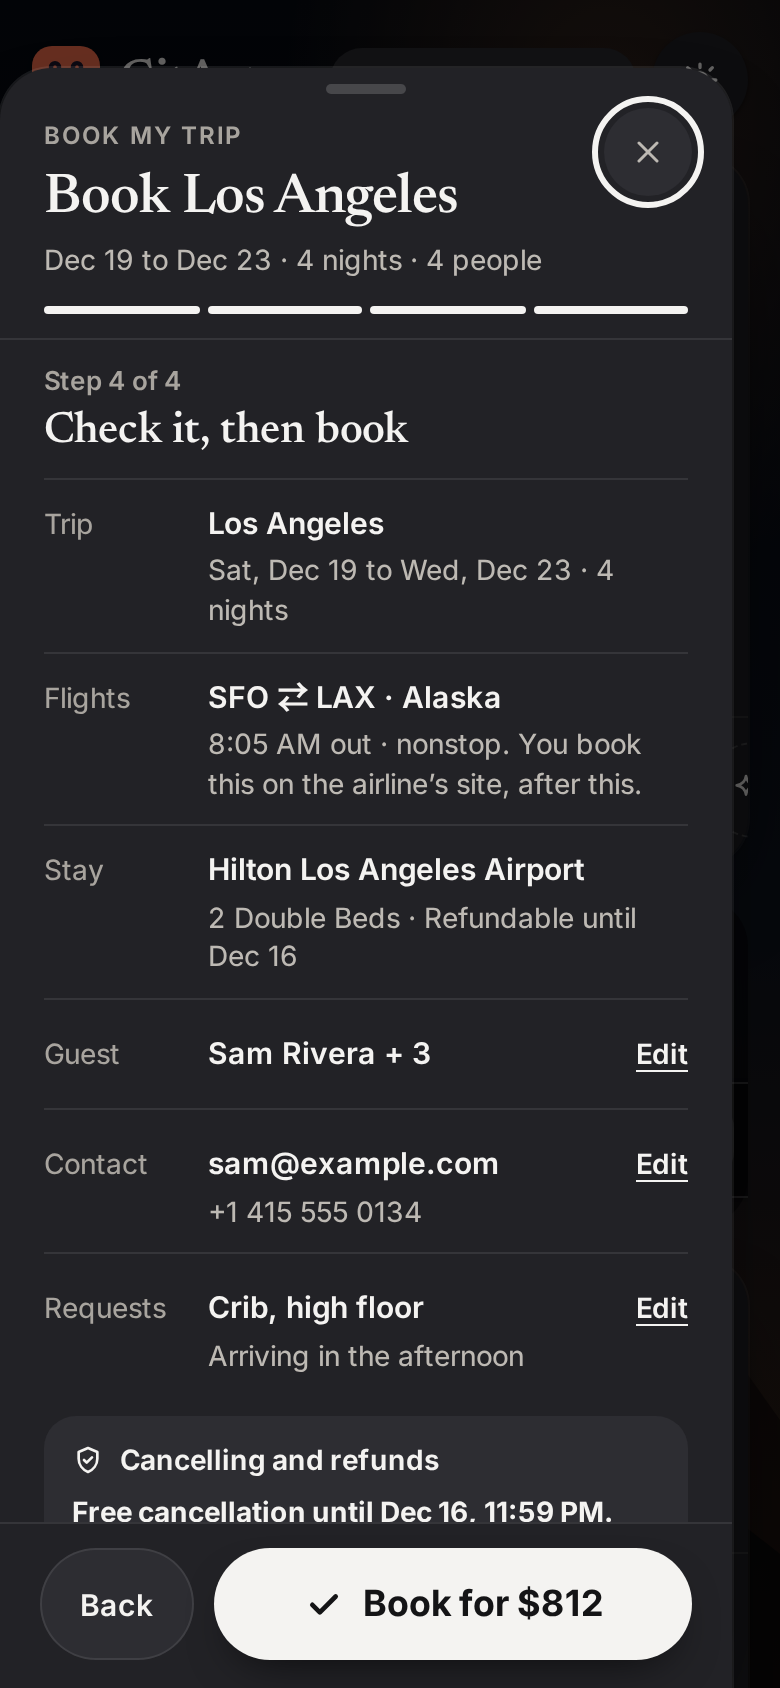 BOOK MY TRIP
Book Los Angeles
Dec 19 to Dec 23 · 4 nights · 4 people
Step 4 of 4
Check it, then book
Trip
Los Angeles
Sat, Dec 19 to Wed, Dec 23 · 4
nights
Flights
SFO ⇄ LAX · Alaska
8:05 AM out · nonstop. You book
this on the airline’s site, after this.
Stay
Hilton Los Angeles Airport
2 Double Beds · Refundable until
Dec 16
Guest
Sam Rivera + 3
Edit
Contact
sam@example.com
Edit
+1 415 555 0134
Requests
Crib, high floor
Edit
Arriving in the afternoon
Cancelling and refunds
Free cancellation until Dec 16, 11:59 PM.
Back
Book for $812